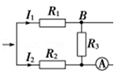 I₁ R₁ B
R₃
I₂ R₂ A